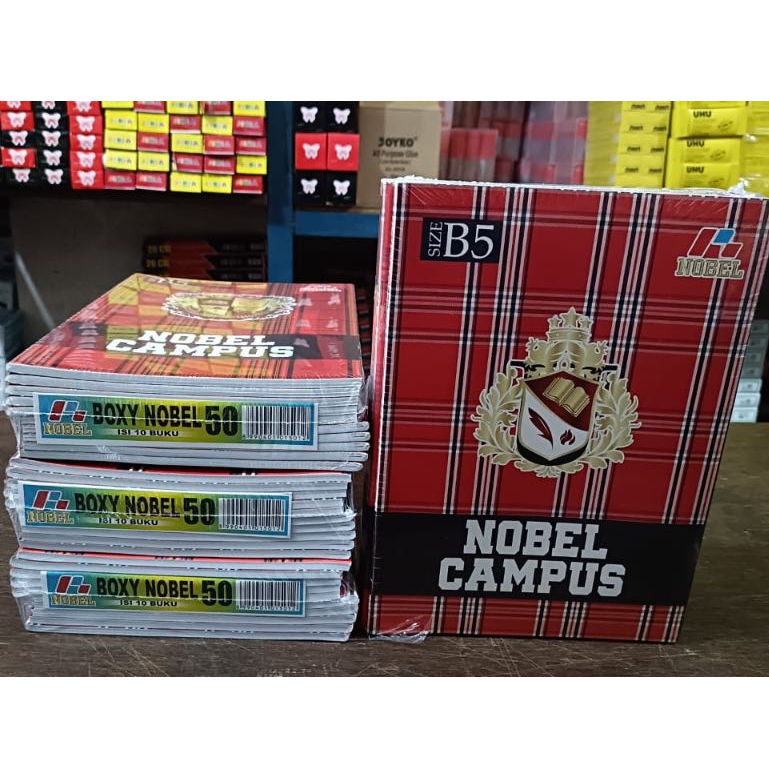 JOYKO
All Purpose Glue
UHU
SIZE
B5
NOBEL
NOBEL
CAMPUS
NOBEL
CAMPUS
NOBEL
BOXY NOBEL 50
ISI 10 BUKU
NOBEL
BOXY NOBEL 50
ISI 10 BUKU
NOBEL
BOXY NOBEL 50
ISI 10 BUKU